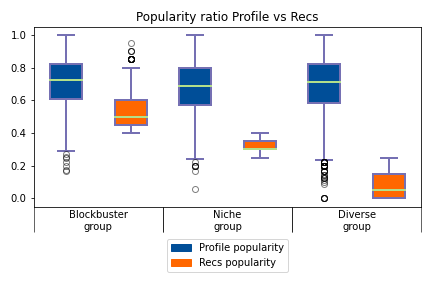 Popularity ratio Profile vs Recs
1.0
0.8
0.6
0.4
0.2
0.0
Blockbuster
group
Niche
group
Diverse
group
Profile popularity
Recs popularity